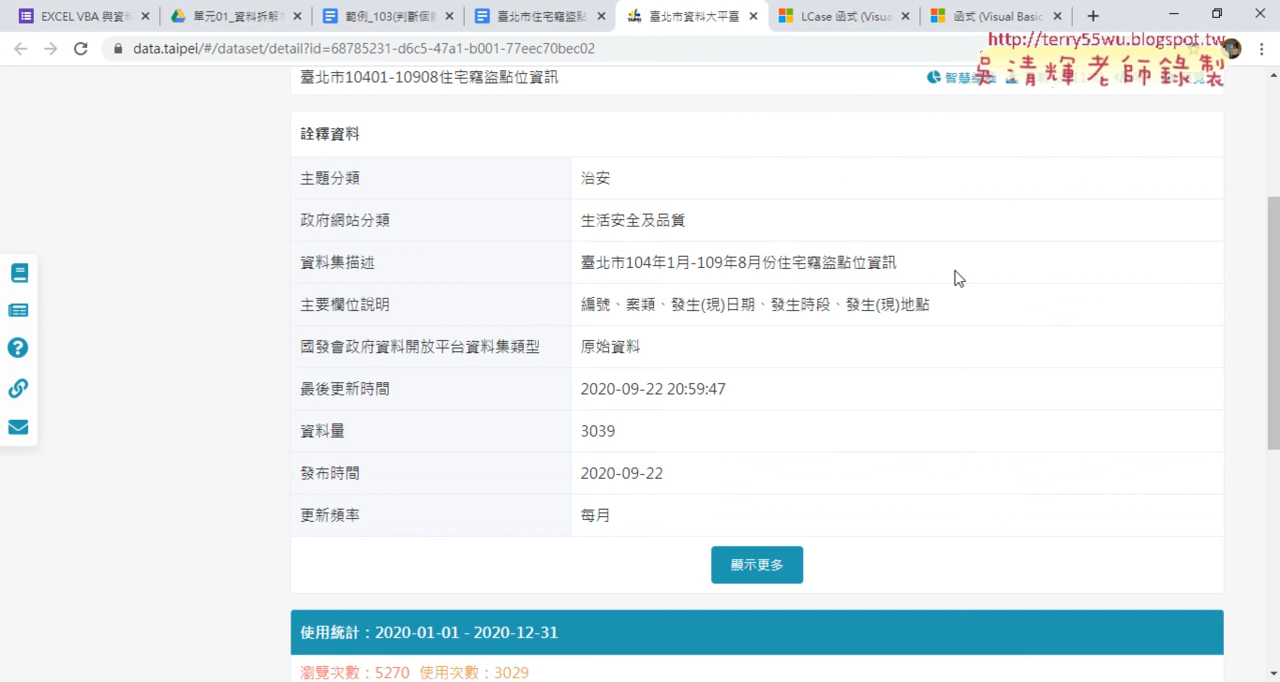 EXCEL VBA 與資
單元01_資料拆解
範例_103(判斷個
臺北市住宅竊盜點
臺北市資料大平臺
LCase 函式 (Visua
函式 (Visual Basic
data.taipei/#/dataset/detail?id=68785231-d6c5-47a1-b001-77eec70bec02
http://terry55wu.blogspot.tw
吳清輝老師錄製
臺北市10401-10908住宅竊盜點位資訊
智慧
詮釋資料
主題分類 治安
政府網站分類 生活安全及品質
資料集描述 臺北市104年1月-109年8月份住宅竊盜點位資訊
主要欄位說明 編號、案類、發生(現)日期、發生時段、發生(現)地點
國發會政府資料開放平台資料集類型 原始資料
最後更新時間 2020-09-22 20:59:47
資料量 3039
發布時間 2020-09-22
更新頻率 每月
顯示更多
使用統計：2020-01-01 - 2020-12-31
瀏覽次數：5270 使用次數：3029